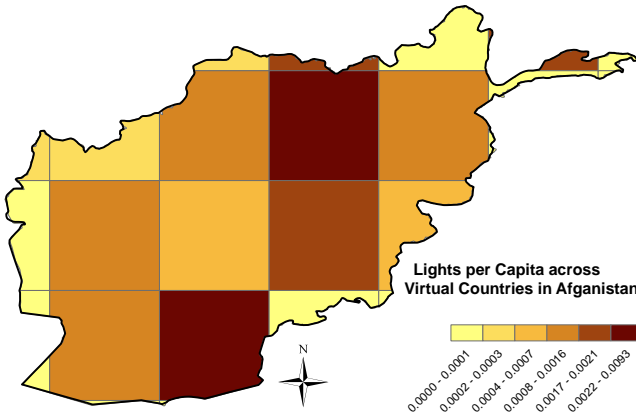 Lights per Capita across
Virtual Countries in Afganistan
N
0.0000 - 0.0001
0.0002 - 0.0003
0.0004 - 0.0007
0.0008 - 0.0016
0.0017 - 0.0021
0.0022 - 0.0093